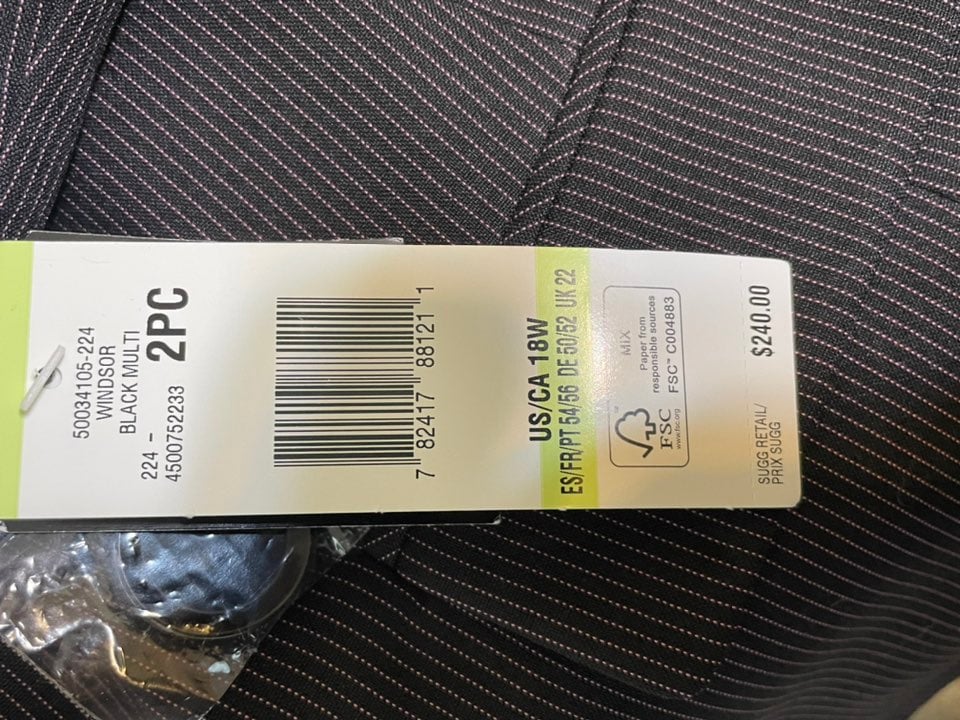 50034105-224
WINDSOR
BLACK MULTI
224 -
4500752233 2PC
7 82417 88121 1
US/CA 18W
ES/FR/PT 54/56 DE 50/52 UK 22
FSC
www.fsc.org
MIX
Paper from
responsible sources
FSC™ C004883
SUGG RETAIL/
PRIX SUGG
$240.00